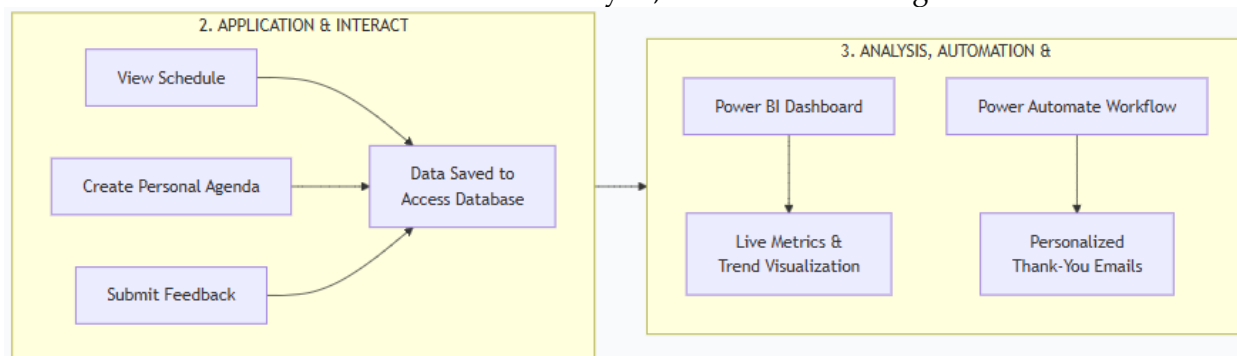 2. APPLICATION & INTERACT
View Schedule
Create Personal Agenda
Submit Feedback
Data Saved to
Access Database
3. ANALYSIS, AUTOMATION &
Power BI Dashboard
Power Automate Workflow
Live Metrics &
Trend Visualization
Personalized
Thank-You Emails